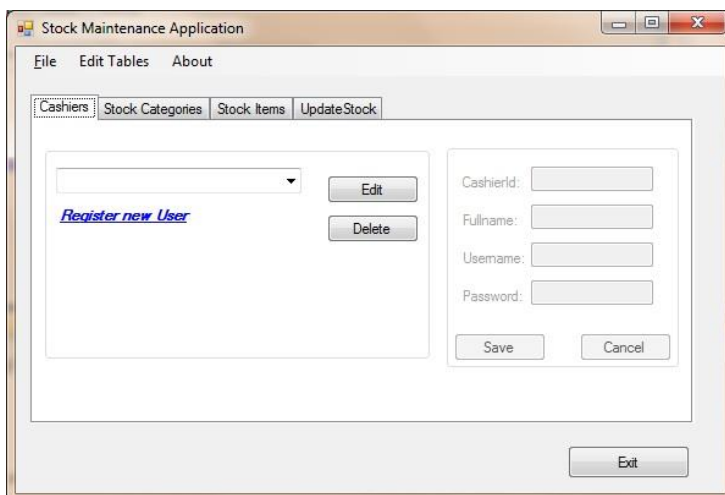 Stock Maintenance Application
File Edit Tables About
Cashiers Stock Categories Stock Items UpdateStock
Edit
Register new User
Delete
CashierId:
Fullname:
Username:
Password:
Save Cancel
Exit